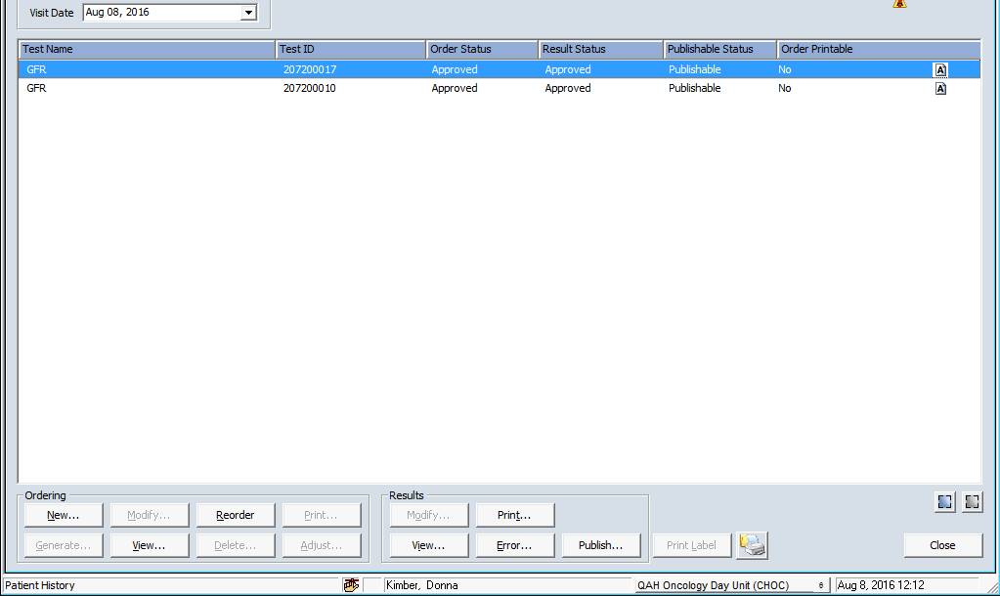 Visit Date Aug 08, 2016
Test Name Test ID Order Status Result Status Publishable Status Order Printable
GFR 207200017 Approved Approved Publishable No A
GFR 207200010 Approved Approved Publishable No A
Ordering Results
New... Modify... Reorder Print... Modify... Print...
Generate... View... Delete... Adjust... View... Error... Publish... Print Label Close
Patient History Kimber, Donna QAH Oncology Day Unit (CHOC) Aug 8, 2016 12:12